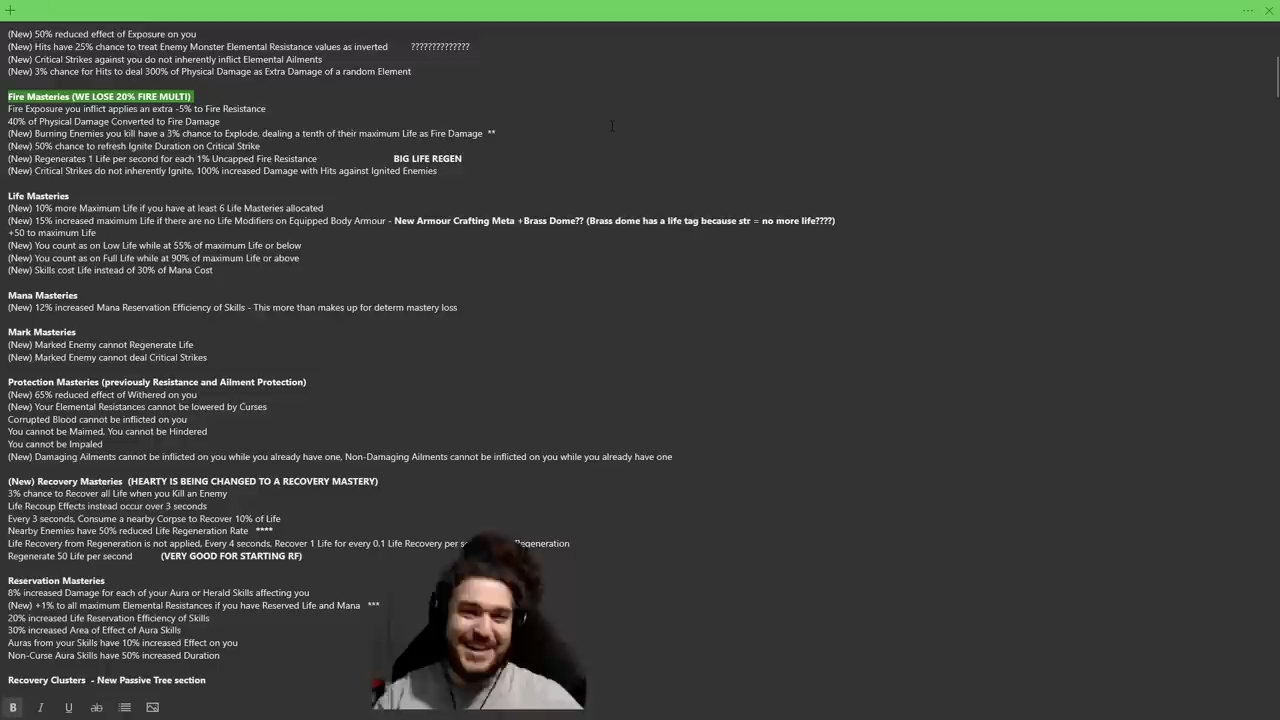 (New) 50% reduced effect of Exposure on you
(New) Hits have 25% chance to treat Enemy Monster Elemental Resistance values as inverted ??????????????
(New) Critical Strikes against you do not inherently inflict Elemental Ailments
(New) 3% chance for Hits to deal 300% of Physical Damage as Extra Damage of a random Element
Fire Masteries (WE LOSE 20% FIRE MULTI)
Fire Exposure you inflict applies an extra -5% to Fire Resistance
40% of Physical Damage Converted to Fire Damage
(New) Burning Enemies you kill have a 3% chance to Explode, dealing a tenth of their maximum Life as Fire Damage **
(New) 50% chance to refresh Ignite Duration on Critical Strike
(New) Regenerates 1 Life per second for each 1% Uncapped Fire Resistance BIG LIFE REGEN
(New) Critical Strikes do not inherently Ignite, 100% increased Damage with Hits against Ignited Enemies
Life Masteries
(New) 10% more Maximum Life if you have at least 6 Life Masteries allocated
(New) 15% increased maximum Life if there are no Life Modifiers on Equipped Body Armour - New Armour Crafting Meta +Brass Dome?? (Brass dome has a life tag because str = no more life????)
+50 to maximum Life
(New) You count as on Low Life while at 55% of maximum Life or below
(New) You count as on Full Life while at 90% of maximum Life or above
(New) Skills cost Life instead of 30% of Mana Cost
Mana Masteries
(New) 12% increased Mana Reservation Efficiency of Skills - This more than makes up for determ mastery loss
Mark Masteries
(New) Marked Enemy cannot Regenerate Life
(New) Marked Enemy cannot deal Critical Strikes
Protection Masteries (previously Resistance and Ailment Protection)
(New) 65% reduced effect of Withered on you
(New) Your Elemental Resistances cannot be lowered by Curses
Corrupted Blood cannot be inflicted on you
You cannot be Maimed, You cannot be Hindered
You cannot be Impaled
(New) Damaging Ailments cannot be inflicted on you while you already have one, Non-Damaging Ailments cannot be inflicted on you while you already have one
(New) Recovery Masteries (HEARTY IS BEING CHANGED TO A RECOVERY MASTERY)
3% chance to Recover all Life when you Kill an Enemy
Life Recoup Effects instead occur over 3 seconds
Every 3 seconds, Consume a nearby Corpse to Recover 10% of Life
Nearby Enemies have 50% reduced Life Regeneration Rate ****
Life Recovery from Regeneration is not applied, Every 4 seconds, Recover 1 Life for every 0.1 Life Recovery per Regeneration
Regenerate 50 Life per second (VERY GOOD FOR STARTING RF)
Reservation Masteries
8% increased Damage for each of your Aura or Herald Skills affecting you
(New) +1% to all maximum Elemental Resistances if you have Reserved Life and Mana ***
20% increased Life Reservation Efficiency of Skills
30% increased Area of Effect of Aura Skills
Auras from your Skills have 10% increased Effect on you
Non-Curse Aura Skills have 50% increased Duration
Recovery Clusters - New Passive Tree section
B I U ab